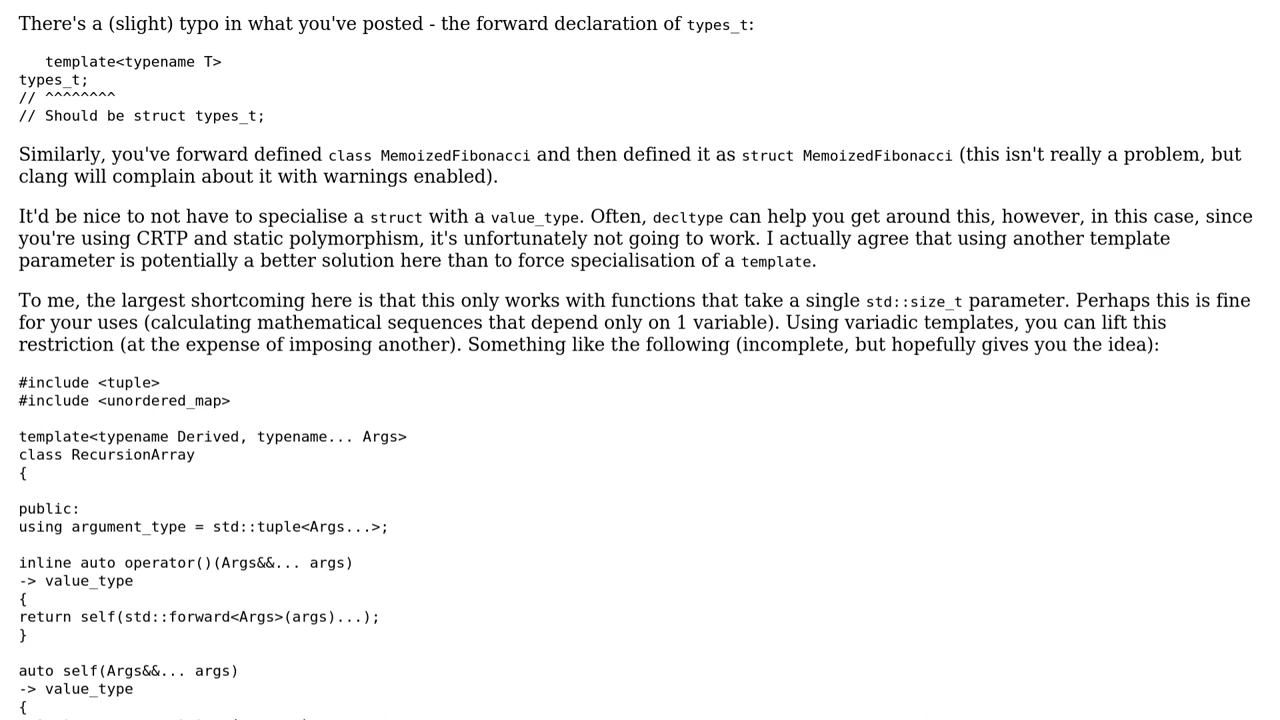 There's a (slight) typo in what you've posted - the forward declaration of types_t:
template<typename T>
types_t;
// ^^^^^^^^
// Should be struct types_t;
Similarly, you've forward defined class MemoizedFibonacci and then defined it as struct MemoizedFibonacci (this isn't really a problem, but
clang will complain about it with warnings enabled).
It'd be nice to not have to specialise a struct with a value_type. Often, decltype can help you get around this, however, in this case, since
you're using CRTP and static polymorphism, it's unfortunately not going to work. I actually agree that using another template
parameter is potentially a better solution here than to force specialisation of a template.
To me, the largest shortcoming here is that this only works with functions that take a single std::size_t parameter. Perhaps this is fine
for your uses (calculating mathematical sequences that depend only on 1 variable). Using variadic templates, you can lift this
restriction (at the expense of imposing another). Something like the following (incomplete, but hopefully gives you the idea):
#include <tuple>
#include <unordered_map>
template<typename Derived, typename... Args>
class RecursionArray
{
public:
using argument_type = std::tuple<Args...>;
inline auto operator()(Args&&... args)
-> value_type
{
return self(std::forward<Args>(args)...);
}
auto self(Args&&... args)
-> value_type
{